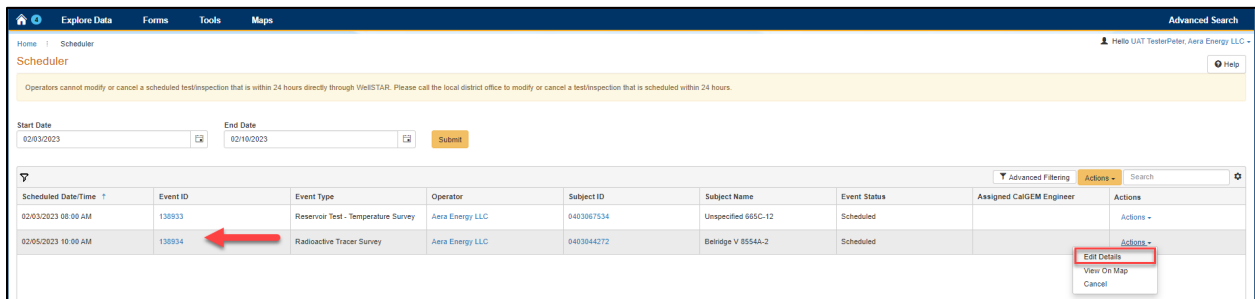 4 Explore Data Forms Tools Maps Advanced Search
Home Scheduler Hello UAT TesterPeter, Aera Energy LLC
Scheduler Help
Operators cannot modify or cancel a scheduled test/inspection that is within 24 hours directly through WellSTAR. Please call the local district office to modify or cancel a test/inspection that is scheduled within 24 hours.
Start Date End Date
02/03/2023 02/10/2023 Submit
Advanced Filtering Actions Search
Scheduled Date/Time ↑ Event ID Event Type Operator Subject ID Subject Name Event Status Assigned CalGEM Engineer Actions
02/03/2023 08:00 AM 138933 Reservoir Test - Temperature Survey Aera Energy LLC 0403067534 Unspecified 665C-12 Scheduled Actions
02/05/2023 10:00 AM 138934 Radioactive Tracer Survey Aera Energy LLC 0403044272 Belridge V 8554A-2 Scheduled Actions
Edit Details
View On Map
Cancel